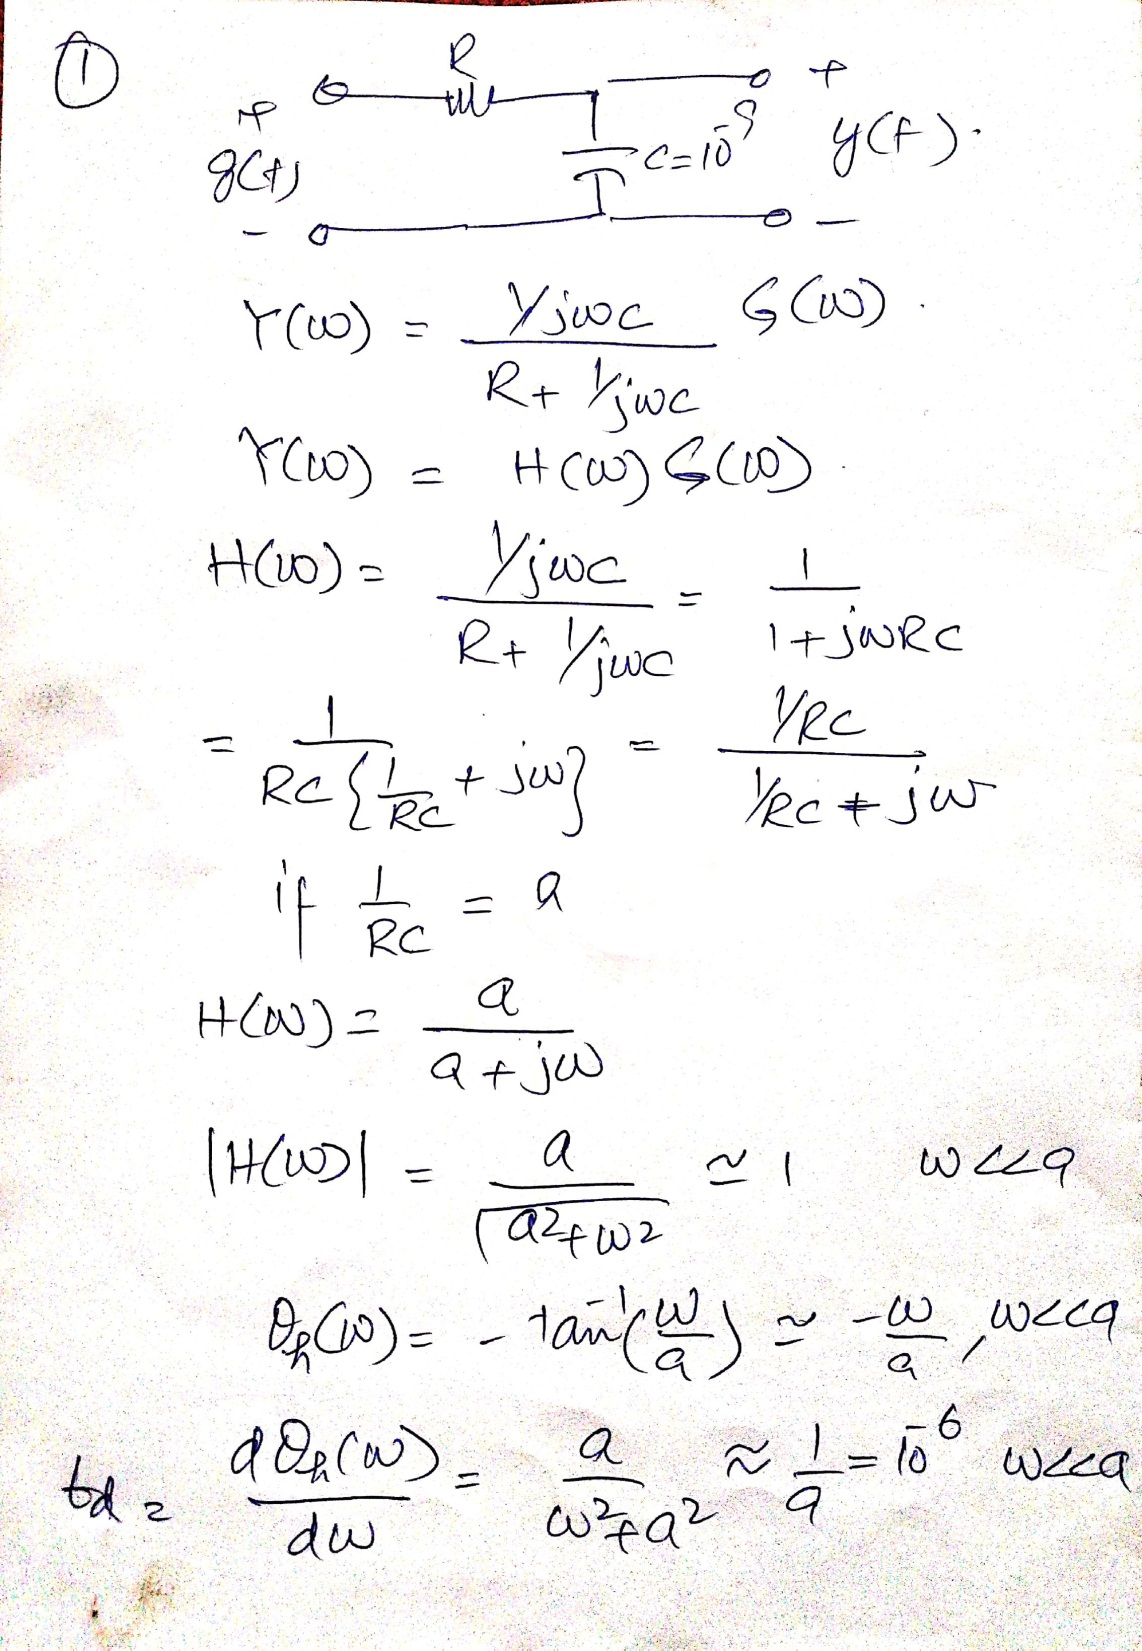 ①
R
+ +
g(t) C=10⁻⁹ y(t).
- -
Y(ω) = 1/jωc / R+ 1/jωc G(ω).
Y(ω) = H(ω) G(ω).
H(ω) = 1/jωc / R+ 1/jωc = 1 / 1+jωRC
= 1 / RC{1/RC + jω} = 1/RC / 1/RC + jω
if 1/RC = a
H(ω) = a / a + jω
|H(ω)| = a / √a²+ω² ≃ 1 ω<<a
θₕ(ω) = - tan⁻¹(ω/a) ≃ -ω/a , ω<<a
td = dθₕ(ω)/dω = a / ω²+a² ≈ 1/a = 10⁻⁶ ω<<a